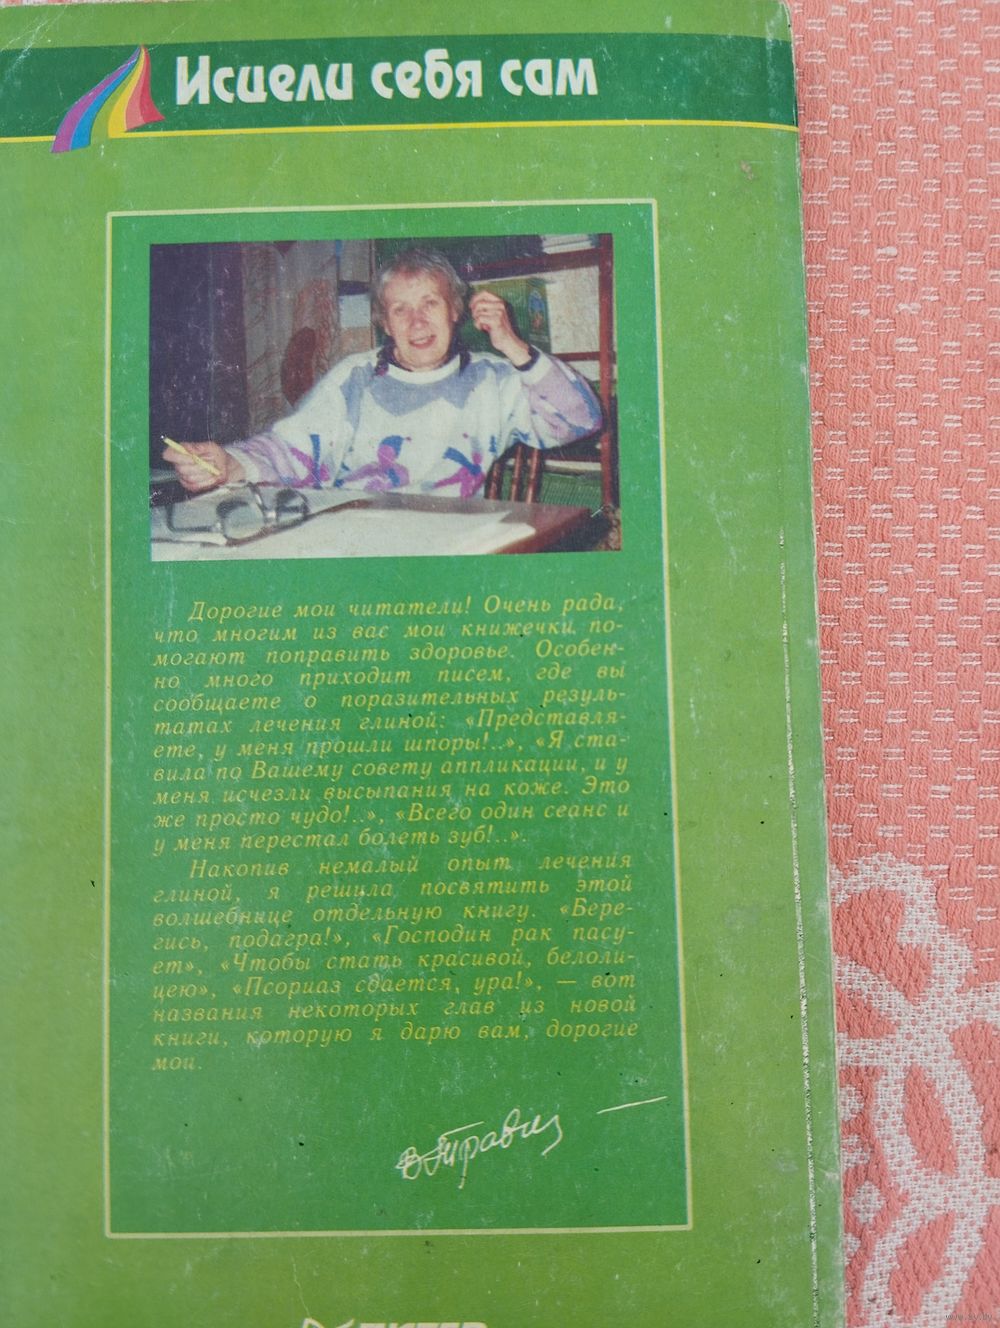 Исцели себя сам
Дорогие мои читатели! Очень рада,
что многим из вас мои книжечки по-
могают поправить здоровье. Особен-
но много приходит писем, где вы
сообщаете о поразительных резуль-
татах лечения глиной: «Представля-
ете, у меня прошли шпоры!..», «Я ста-
вила по Вашему совету аппликации, и у
меня исчезли высыпания на коже. Это
же просто чудо!..», «Всего один сеанс и
у меня перестал болеть зуб!..».
Накопив немалый опыт лечения
глиной, я решила посвятить этой
волшебнице отдельную книгу. «Бере-
гись, подагра!», «Господин рак пасу-
ет», «Чтобы стать красивой, белоли-
цею», «Псориаз сдается, ура!», — вот
названия некоторых глав из новой
книги, которую я дарю вам, дорогие
мои.